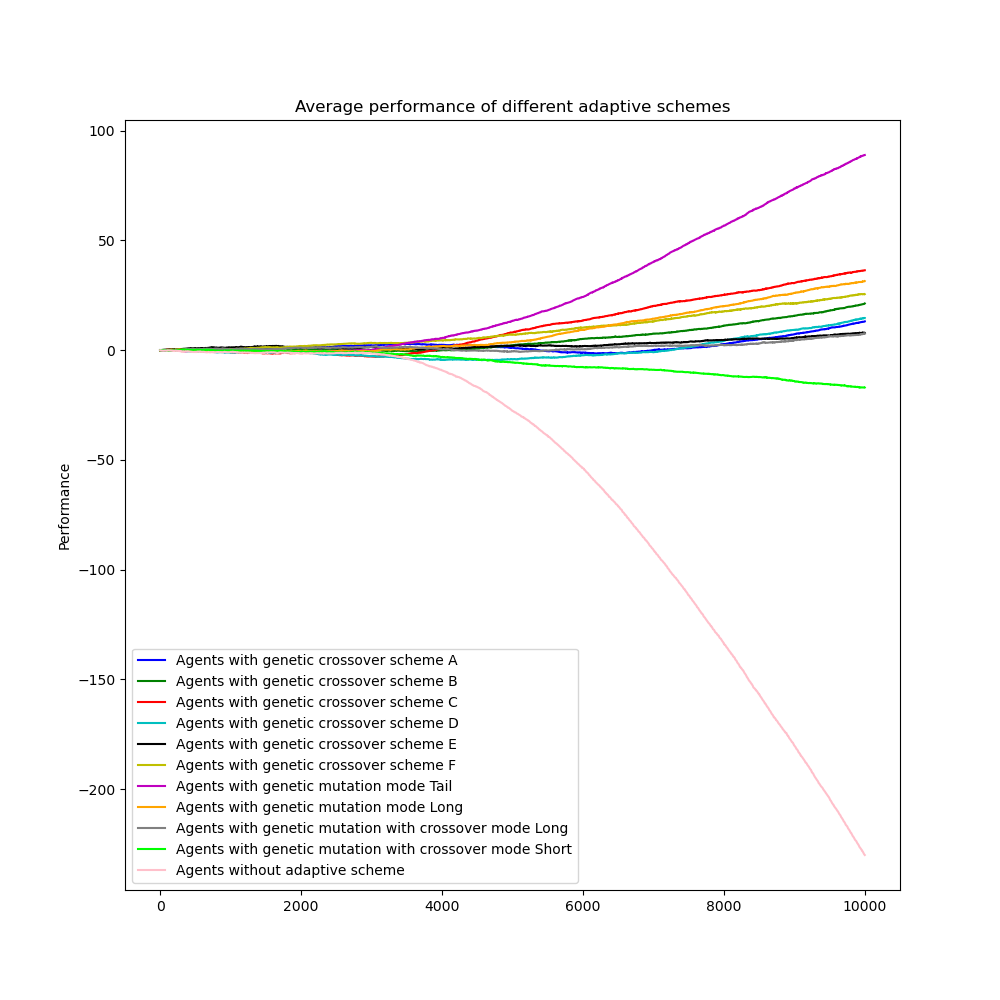 Average performance of different adaptive schemes
100
50
0
−50
−100
−150
−200
Performance
Agents with genetic crossover scheme A
Agents with genetic crossover scheme B
Agents with genetic crossover scheme C
Agents with genetic crossover scheme D
Agents with genetic crossover scheme E
Agents with genetic crossover scheme F
Agents with genetic mutation mode Tail
Agents with genetic mutation mode Long
Agents with genetic mutation with crossover mode Long
Agents with genetic mutation with crossover mode Short
Agents without adaptive scheme
0 2000 4000 6000 8000 10000